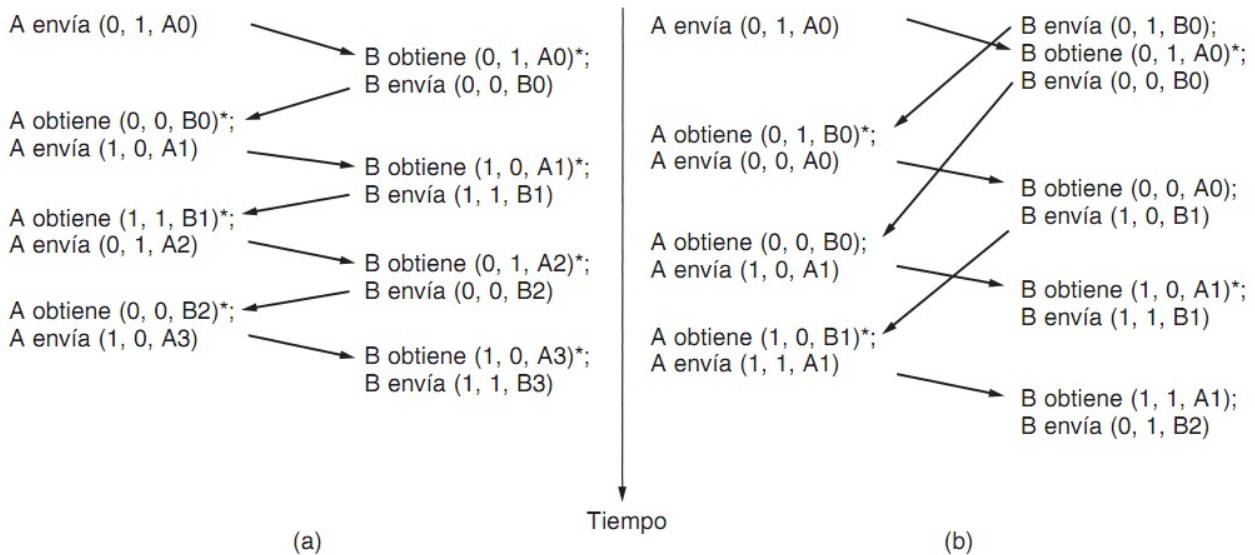 A envía (0, 1, A0)
B obtiene (0, 1, A0)*;
B envía (0, 0, B0)
A obtiene (0, 0, B0)*;
A envía (1, 0, A1)
B obtiene (1, 0, A1)*;
B envía (1, 1, B1)
A obtiene (1, 1, B1)*;
A envía (0, 1, A2)
B obtiene (0, 1, A2)*;
B envía (0, 0, B2)
A obtiene (0, 0, B2)*;
A envía (1, 0, A3)
B obtiene (1, 0, A3)*;
B envía (1, 1, B3)
(a)
Tiempo
A envía (0, 1, A0)
B envía (0, 1, B0);
B obtiene (0, 1, A0)*;
B envía (0, 0, B0)
A obtiene (0, 1, B0)*;
A envía (0, 0, A0)
B obtiene (0, 0, A0);
B envía (1, 0, B1)
A obtiene (0, 0, B0);
A envía (1, 0, A1)
B obtiene (1, 0, A1)*;
B envía (1, 1, B1)
A obtiene (1, 0, B1)*;
A envía (1, 1, A1)
B obtiene (1, 1, A1);
B envía (0, 1, B2)
(b)